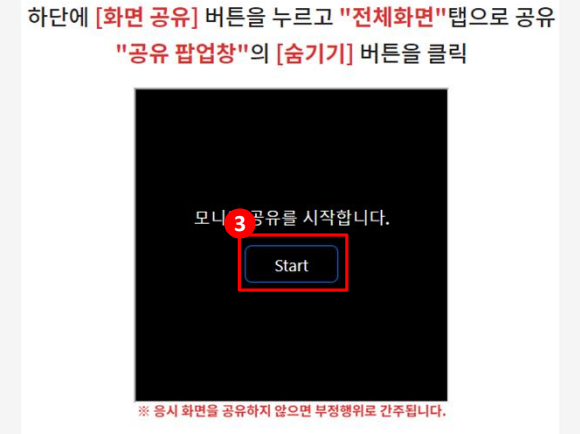 하단에 [화면 공유] 버튼을 누르고 "전체화면"탭으로 공유
"공유 팝업창"의 [숨기기] 버튼을 클릭
모니 공유를 시작합니다.
3
Start
※ 응시 화면을 공유하지 않으면 부정행위로 간주됩니다.